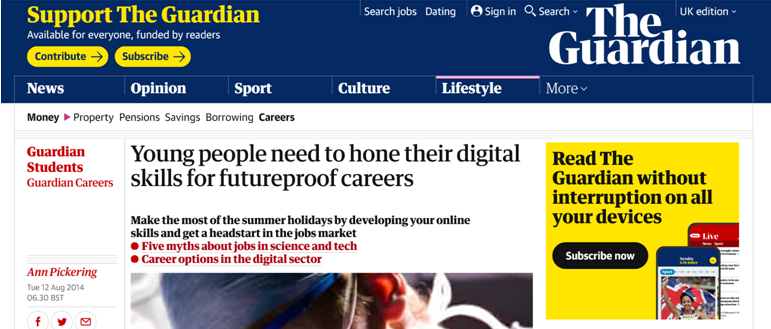 Support The Guardian
Available for everyone, funded by readers
Contribute → Subscribe →
Search jobs Dating Sign in Search UK edition
The
Guardian
News Opinion Sport Culture Lifestyle More
Money Property Pensions Savings Borrowing Careers
Guardian
Students
Guardian Careers
Young people need to hone their digital
skills for futureproof careers
Make the most of the summer holidays by developing your online
skills and get a headstart in the jobs market
Five myths about jobs in science and tech
Career options in the digital sector
Ann Pickering
Tue 12 Aug 2014
06.30 BST
Read The
Guardian without
interruption on all
your devices
Subscribe now
Live